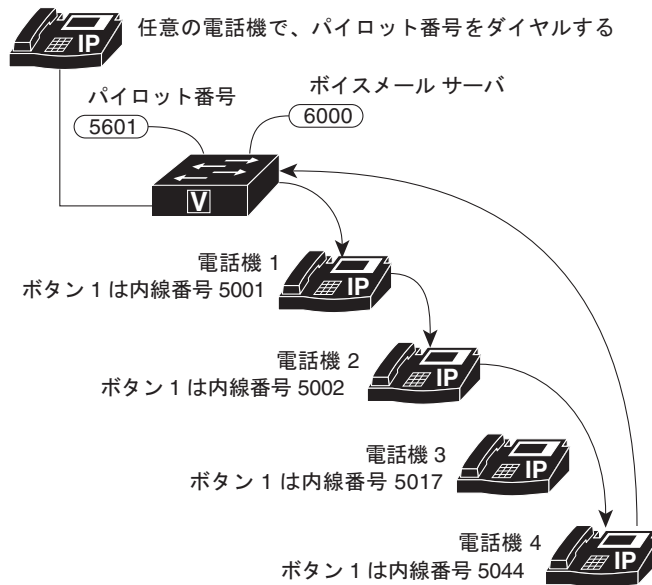 任意の電話機で、パイロット番号をダイヤルする
IP
パイロット番号
5601
ボイスメール サーバ
6000
V
電話機 1
ボタン 1 は内線番号 5001
IP
電話機 2
ボタン 1 は内線番号 5002
IP
電話機 3
ボタン 1 は内線番号 5017
IP
電話機 4
ボタン 1 は内線番号 5044
IP